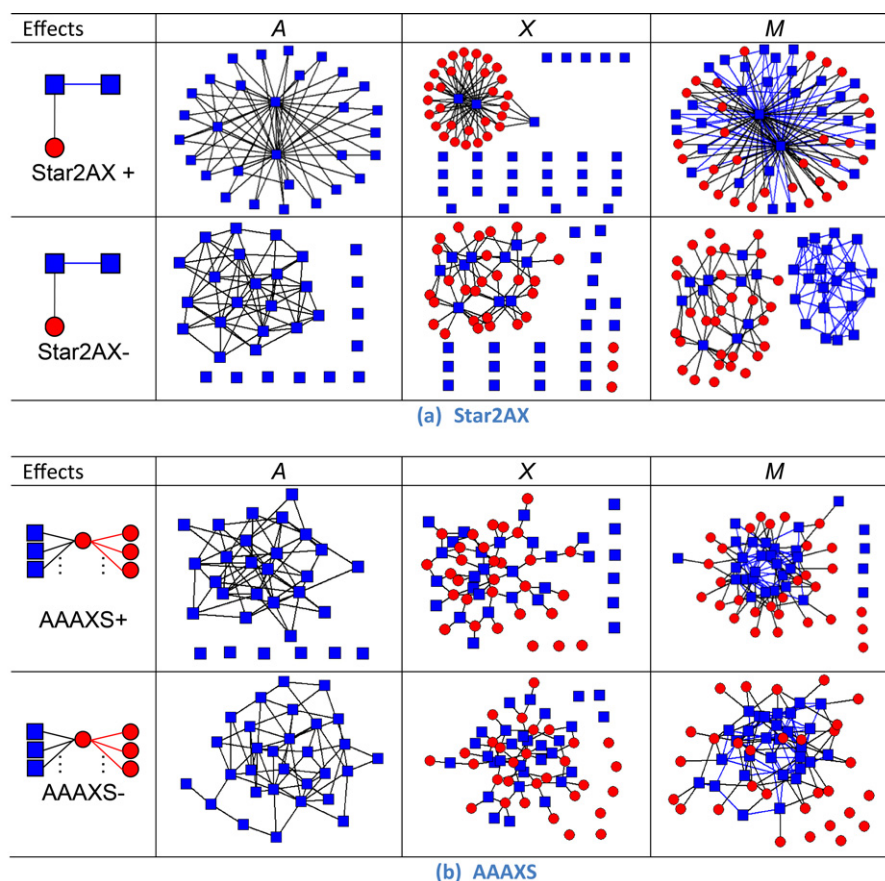 Effects A X M
Star2AX +
Star2AX-
(a) Star2AX
Effects A X M
AAAXS+
AAAXS-
(b) AAAXS